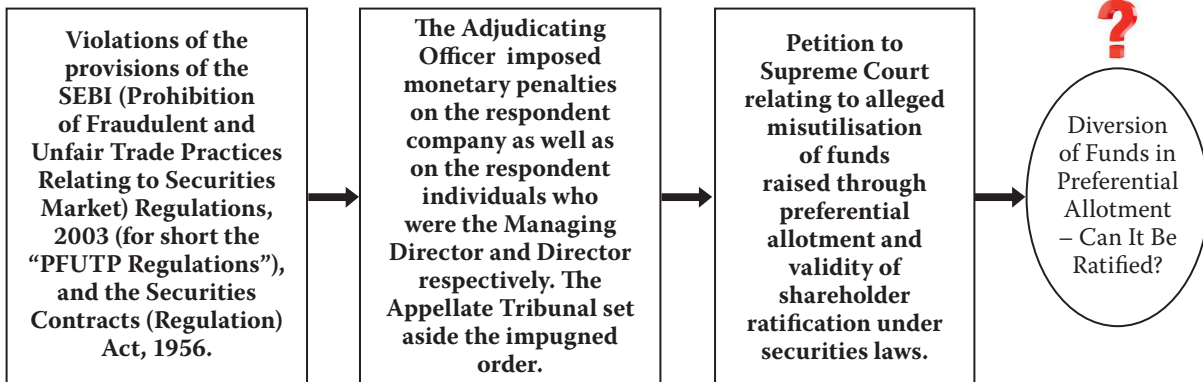 Violations of the
provisions of the
SEBI (Prohibition
of Fraudulent and
Unfair Trade Practices
Relating to Securities
Market) Regulations,
2003 (for short the
“PFUTP Regulations”),
and the Securities
Contracts (Regulation)
Act, 1956.
The Adjudicating
Officer imposed
monetary penalties
on the respondent
company as well as
on the respondent
individuals who
were the Managing
Director and Director
respectively. The
Appellate Tribunal set
aside the impugned
order.
Petition to
Supreme Court
relating to alleged
misutilisation
of funds
raised through
preferential
allotment and
validity of
shareholder
ratification under
securities laws.
?
Diversion
of Funds in
Preferential
Allotment
– Can It Be
Ratified?